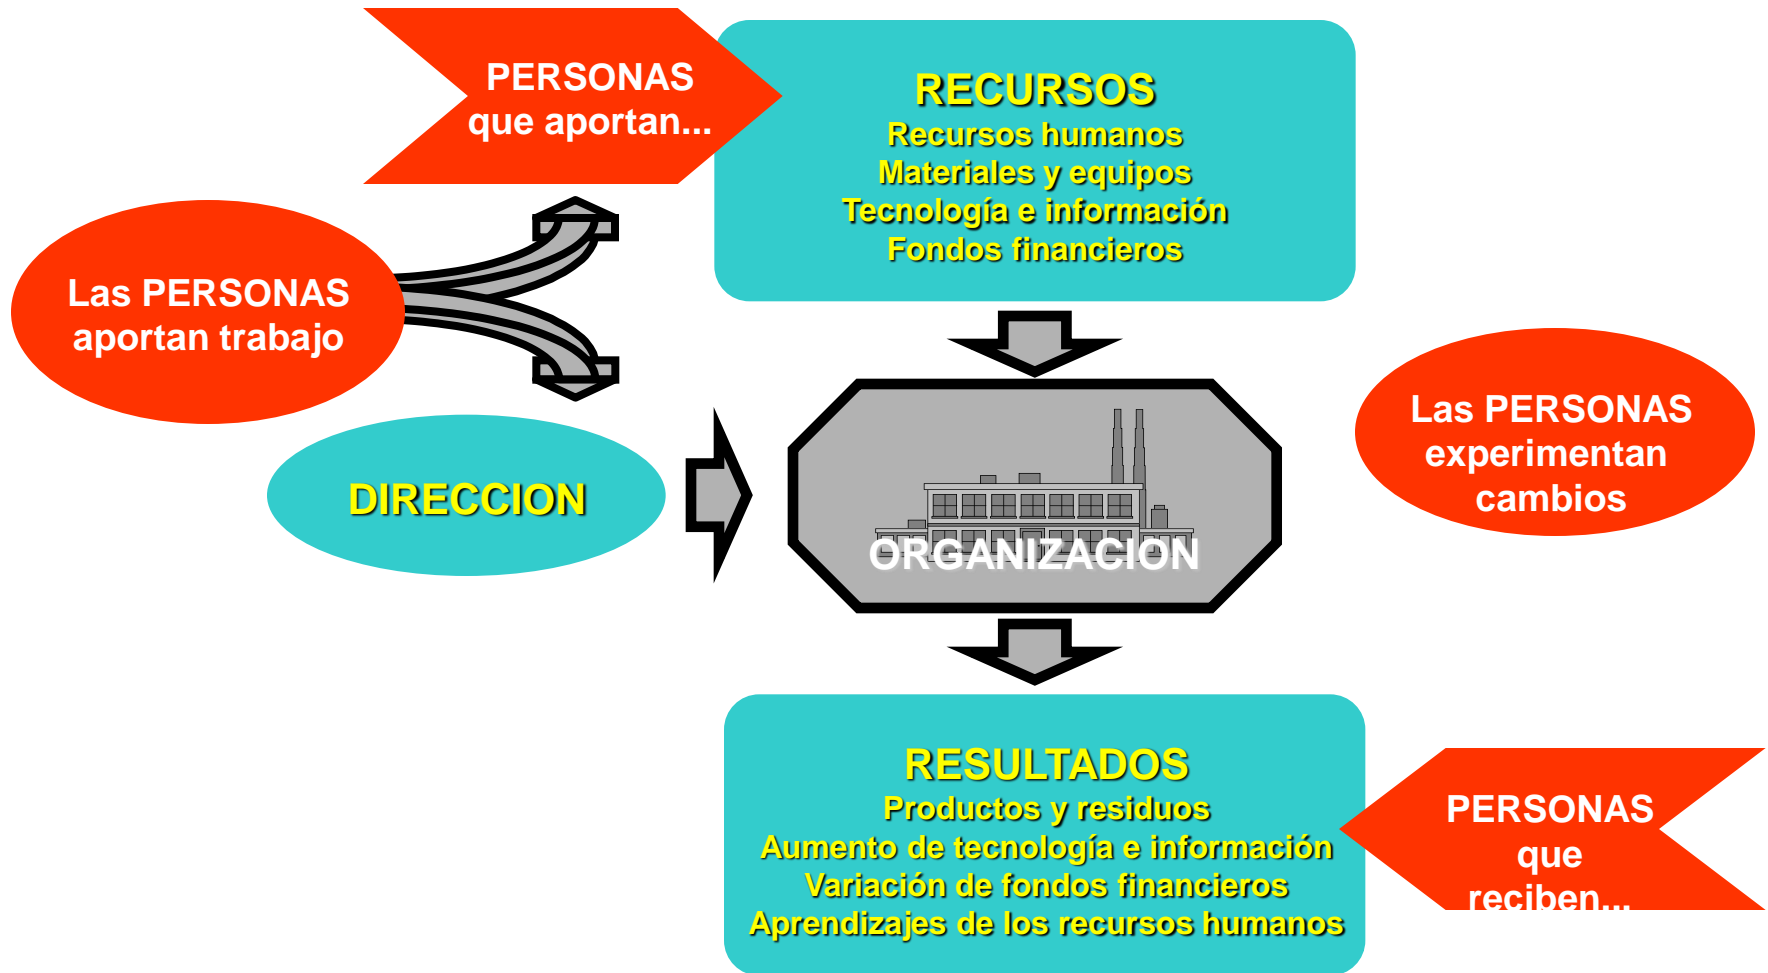 PERSONAS
que aportan...
RECURSOS
Recursos humanos
Materiales y equipos
Tecnología e información
Fondos financieros
Las PERSONAS
aportan trabajo
DIRECCION
ORGANIZACION
Las PERSONAS
experimentan
cambios
RESULTADOS
Productos y residuos
Aumento de tecnología e información
Variación de fondos financieros
Aprendizajes de los recursos humanos
PERSONAS
que
reciben...